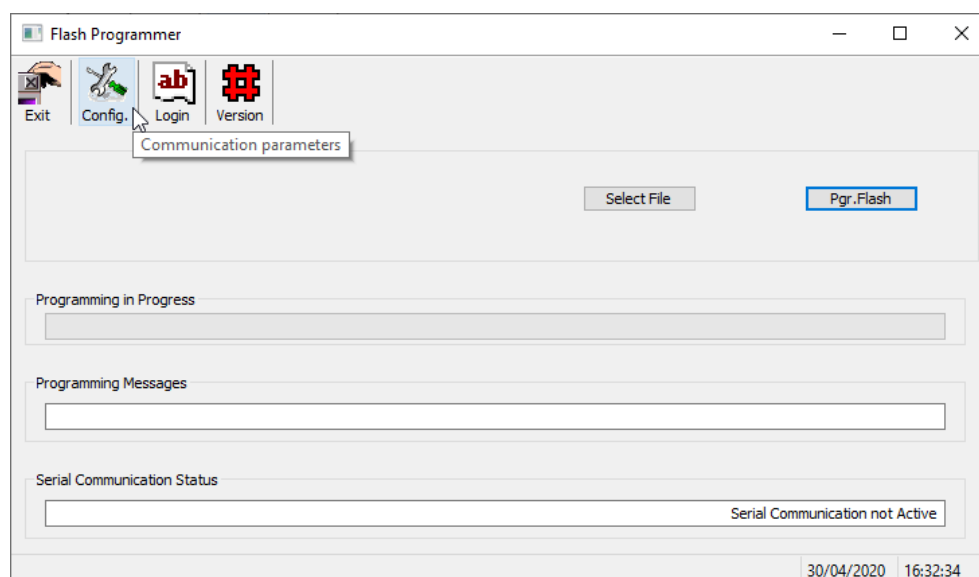 Flash Programmer
Exit Config. ab Login Version
Communication parameters
Select File Pgr.Flash
Programming in Progress
Programming Messages
Serial Communication Status
Serial Communication not Active
30/04/2020 16:32:34